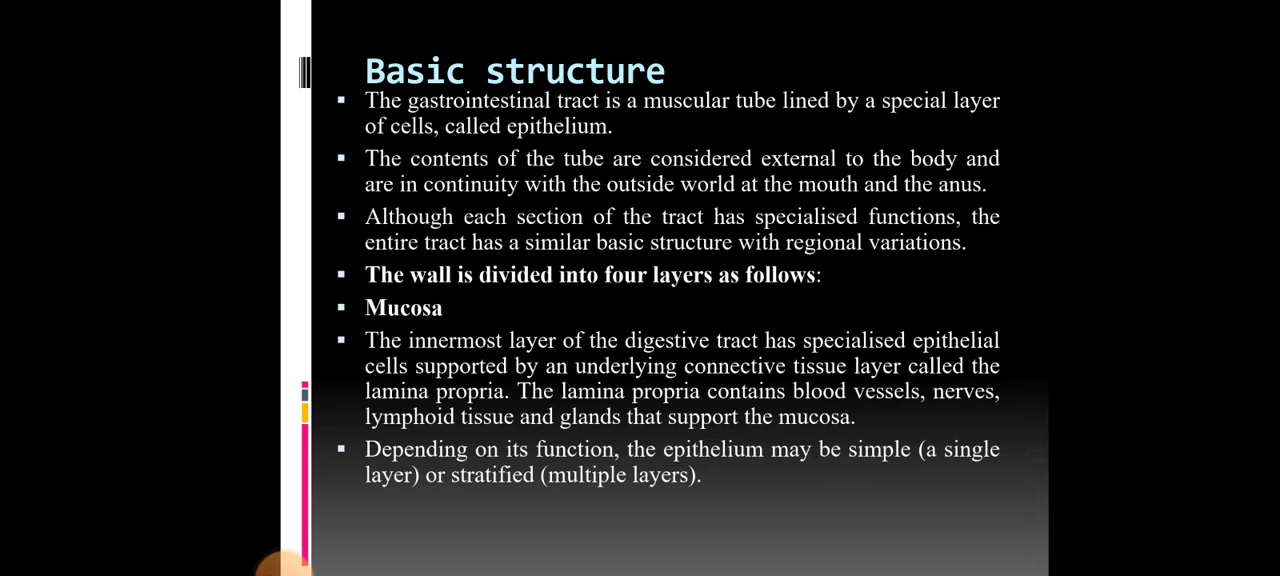 Basic structure
▪ The gastrointestinal tract is a muscular tube lined by a special layer
of cells, called epithelium.
▪ The contents of the tube are considered external to the body and
are in continuity with the outside world at the mouth and the anus.
▪ Although each section of the tract has specialised functions, the
entire tract has a similar basic structure with regional variations.
▪ The wall is divided into four layers as follows:
▪ Mucosa
▪ The innermost layer of the digestive tract has specialised epithelial
cells supported by an underlying connective tissue layer called the
lamina propria. The lamina propria contains blood vessels, nerves,
lymphoid tissue and glands that support the mucosa.
▪ Depending on its function, the epithelium may be simple (a single
layer) or stratified (multiple layers).